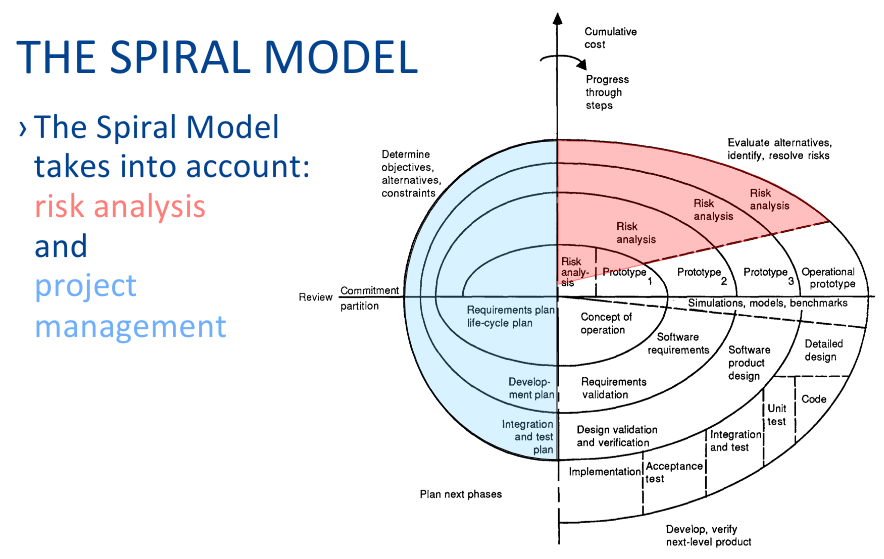 THE SPIRAL MODEL
› The Spiral Model
takes into account:
risk analysis
and
project
management
Cumulative
cost
Progress
through
steps
Determine
objectives,
alternatives,
constraints
Evaluate alternatives,
identify, resolve risks
Risk
analysis
Risk
analysis
Risk
analysis
Risk
analy-
sis
Prototype
1
Prototype
2
Prototype
3
Operational
prototype
Review
Commitment
partition
Simulations, models, benchmarks
Requirements plan
life-cycle plan
Concept of
operation
Software
requirements
Software
product
design
Detailed
design
Develop-
ment plan
Requirements
validation
Code
Unit
test
Integration
and test
plan
Design validation
and verification
Integration
and test
Implementation
Acceptance
test
Plan next phases
Develop, verify
next-level product